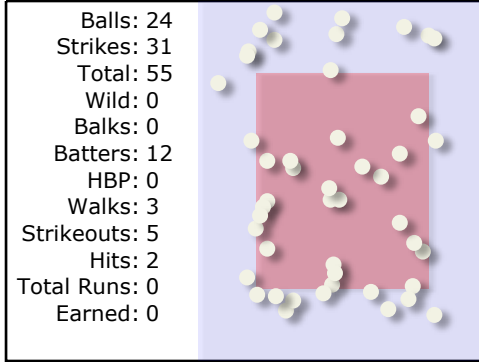 Balls: 24
Strikes: 31
Total: 55
Wild: 0
Balks: 0
Batters: 12
HBP: 0
Walks: 3
Strikeouts: 5
Hits: 2
Total Runs: 0
Earned: 0